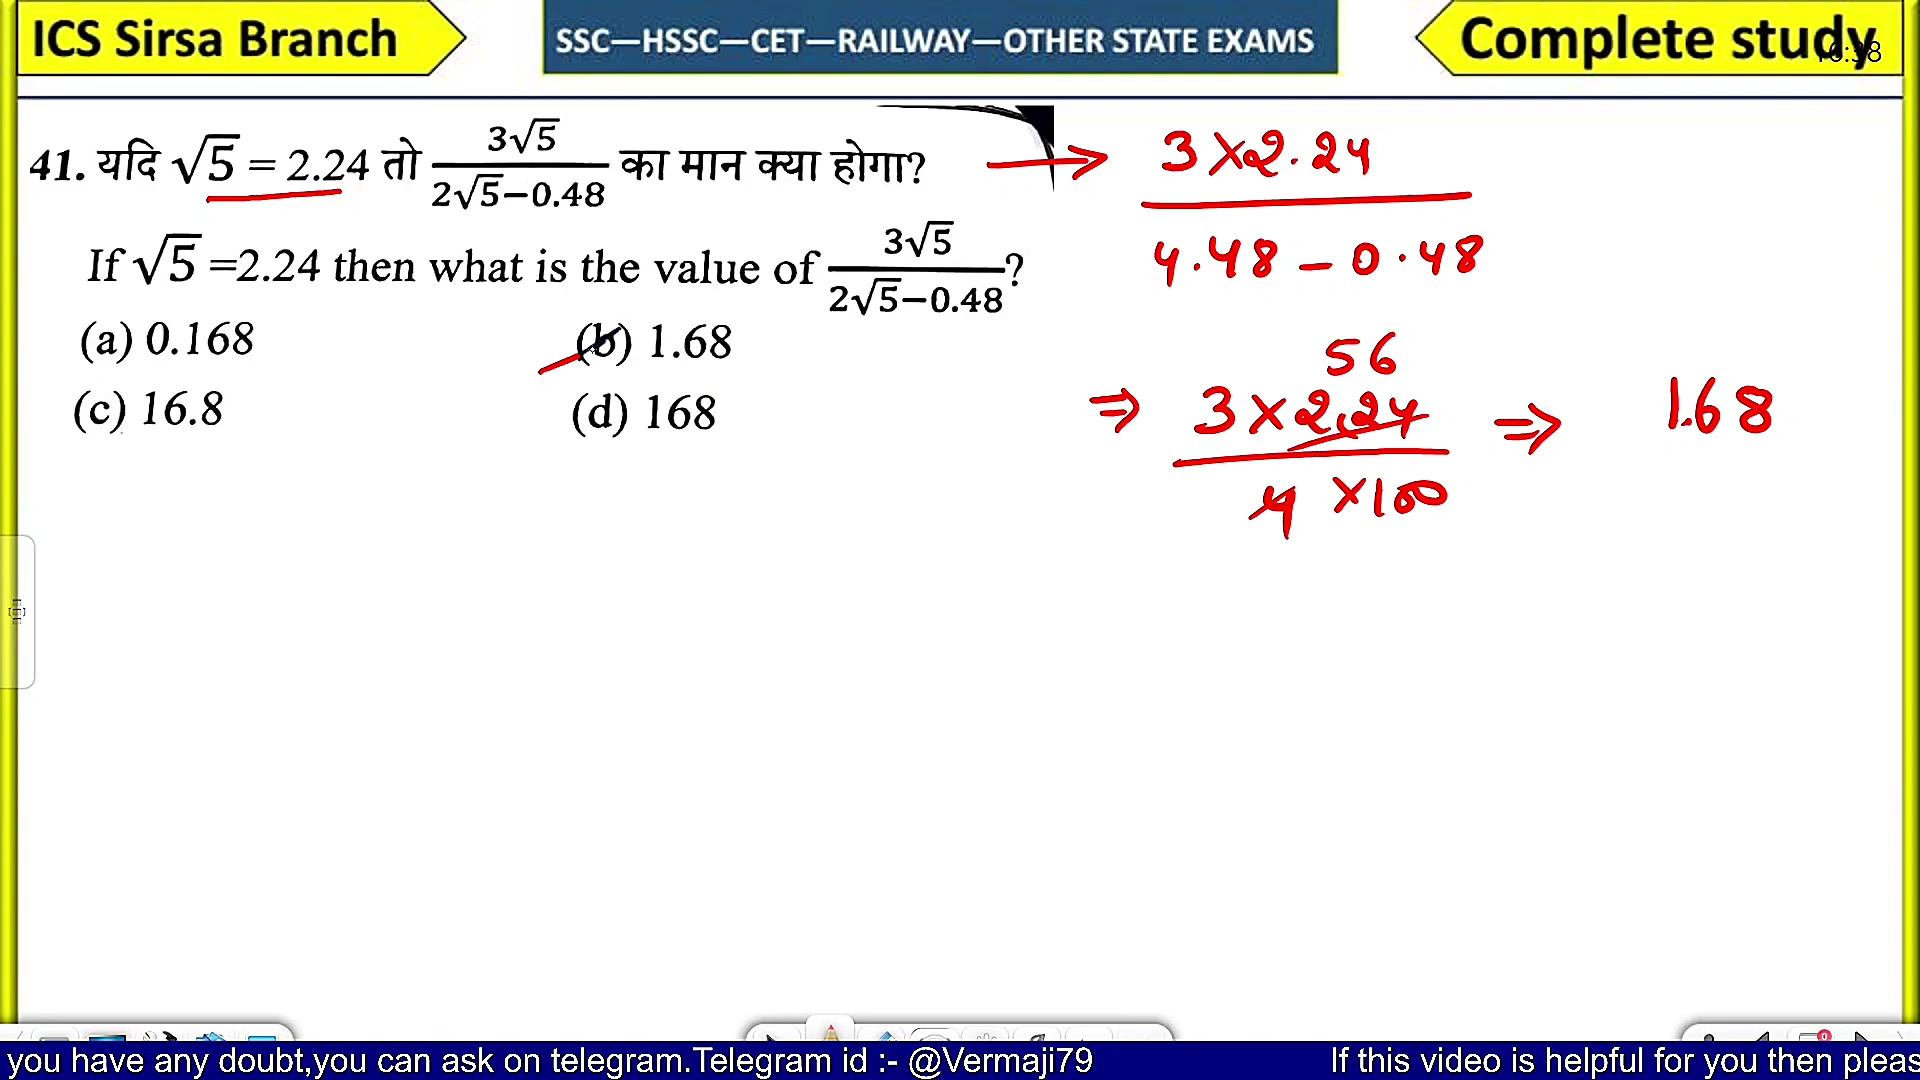 ICS Sirsa Branch
SSC—HSSC—CET—RAILWAY—OTHER STATE EXAMS
Complete study
41. यदि √5 = 2.24 तो 3√5/(2√5−0.48) का मान क्या होगा?
If √5 =2.24 then what is the value of 3√5/(2√5−0.48)?
(a) 0.168 (b) 1.68
(c) 16.8 (d) 168
3×2.24
4.48 − 0.48
56
⇒ 3×2.24 ⇒ 1.68
4 ×100
you have any doubt,you can ask on telegram.Telegram id :- @Vermaji79 If this video is helpful for you then pleas